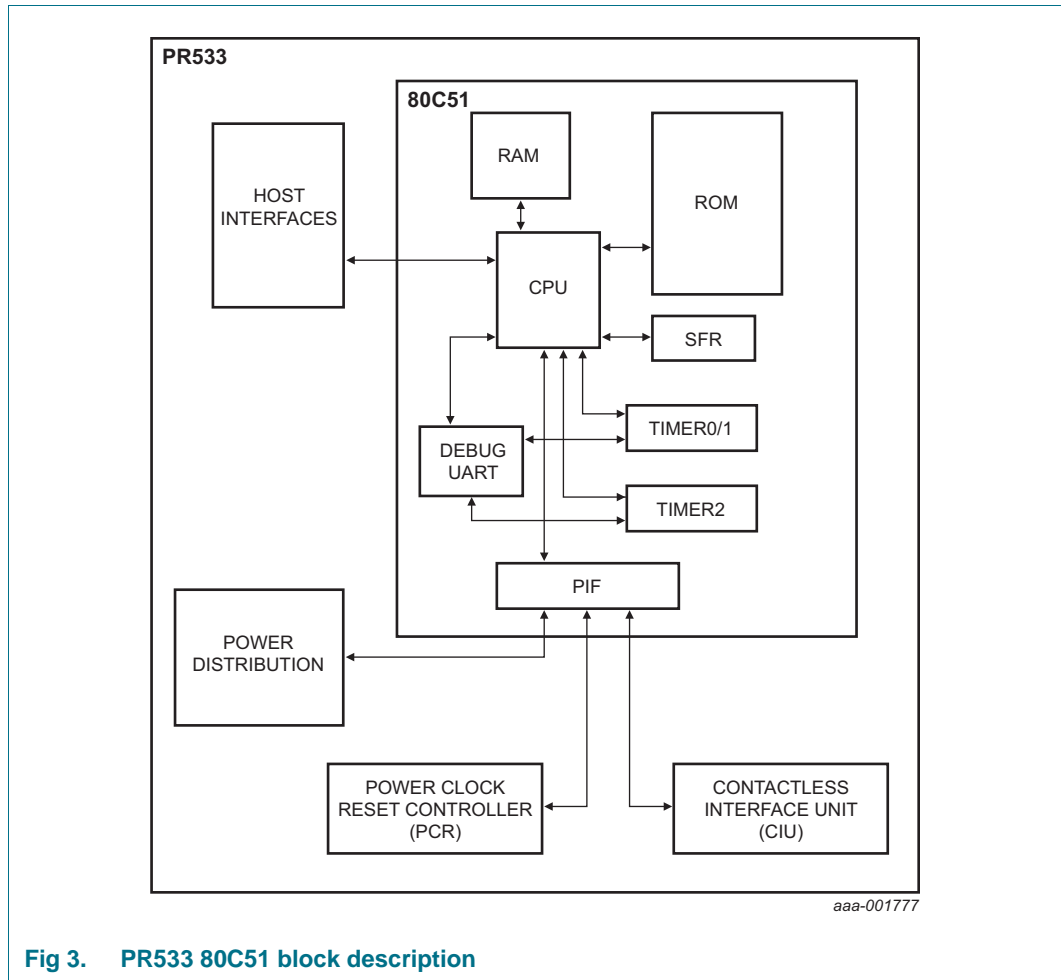 PR533
80C51
RAM
ROM
HOST
INTERFACES
CPU
SFR
TIMER0/1
DEBUG
UART
TIMER2
PIF
POWER
DISTRIBUTION
POWER CLOCK
RESET CONTROLLER
(PCR)
CONTACTLESS
INTERFACE UNIT
(CIU)
aaa-001777
Fig 3. PR533 80C51 block description